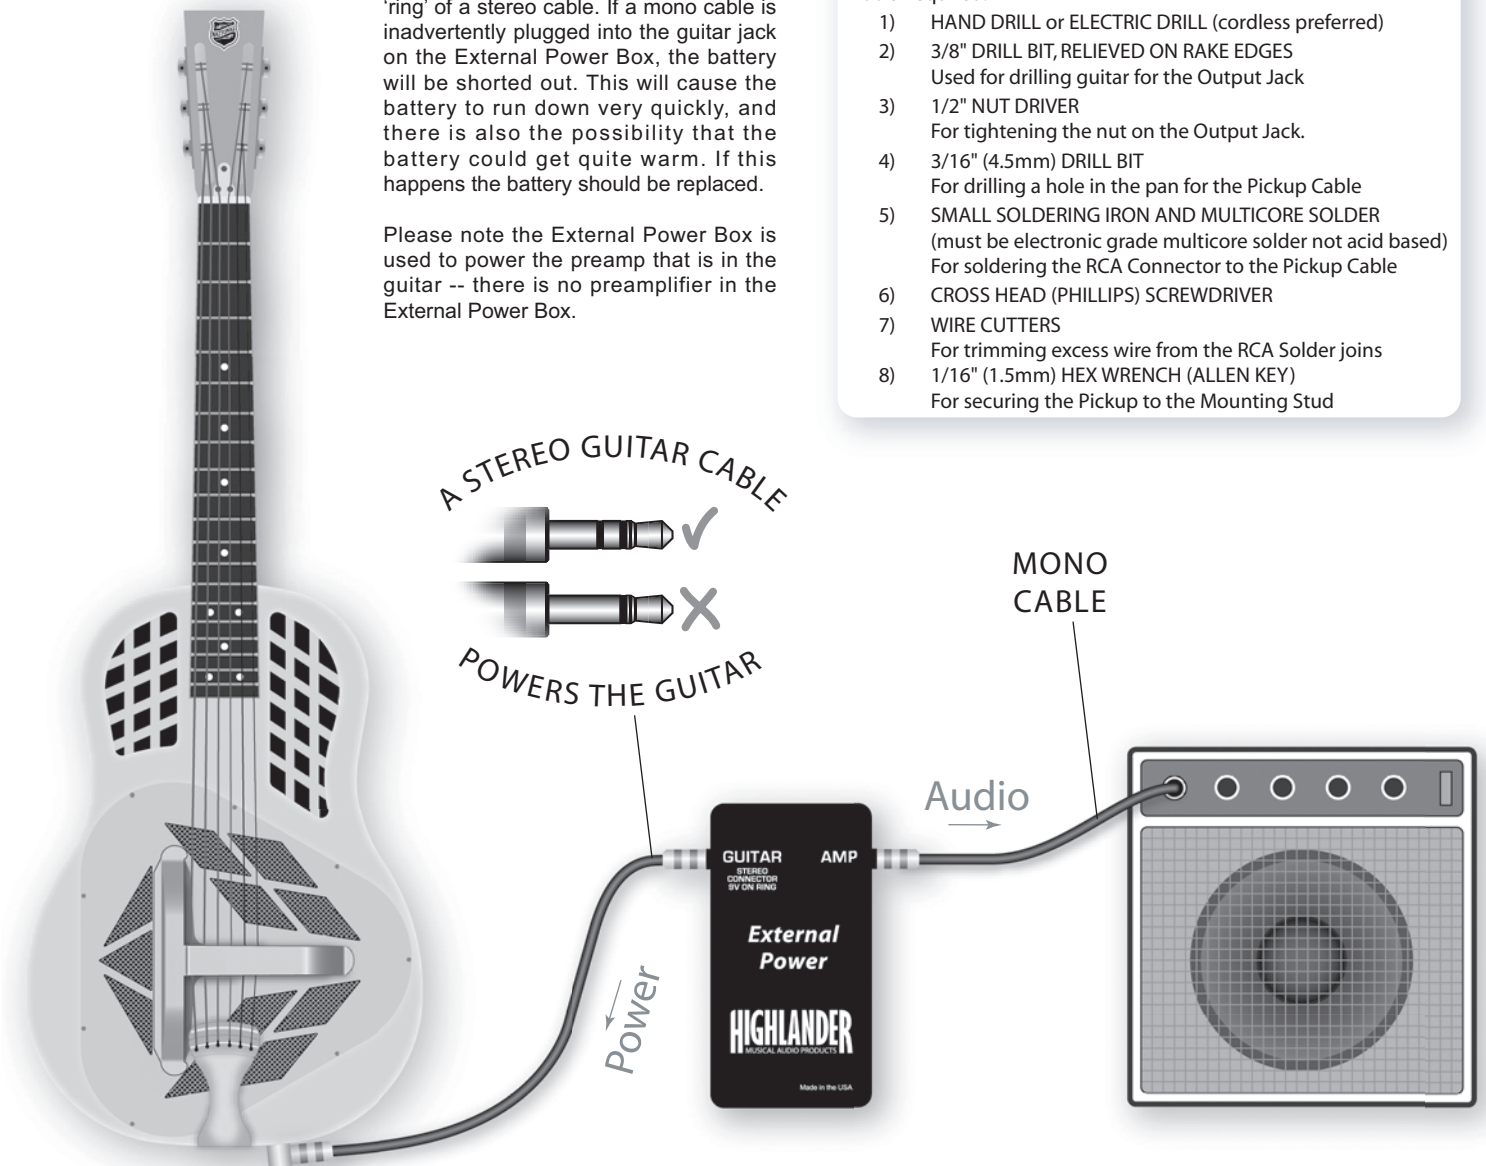 'ring' of a stereo cable. If a mono cable is
inadvertently plugged into the guitar jack
on the External Power Box, the battery
will be shorted out. This will cause the
battery to run down very quickly, and
there is also the possibility that the
battery could get quite warm. If this
happens the battery should be replaced.
Please note the External Power Box is
used to power the preamp that is in the
guitar -- there is no preamplifier in the
External Power Box.
1) HAND DRILL or ELECTRIC DRILL (cordless preferred)
2) 3/8" DRILL BIT, RELIEVED ON RAKE EDGES
Used for drilling guitar for the Output Jack
3) 1/2" NUT DRIVER
For tightening the nut on the Output Jack.
4) 3/16" (4.5mm) DRILL BIT
For drilling a hole in the pan for the Pickup Cable
5) SMALL SOLDERING IRON AND MULTICORE SOLDER
(must be electronic grade multicore solder not acid based)
For soldering the RCA Connector to the Pickup Cable
6) CROSS HEAD (PHILLIPS) SCREWDRIVER
7) WIRE CUTTERS
For trimming excess wire from the RCA Solder joins
8) 1/16" (1.5mm) HEX WRENCH (ALLEN KEY)
For securing the Pickup to the Mounting Stud
A STEREO GUITAR CABLE
POWERS THE GUITAR
MONO
CABLE
Audio
Power
GUITAR
STEREO
CONNECTOR
9V ON RING
AMP
External
Power
HIGHLANDER
MUSICAL AUDIO PRODUCTS
Made in the USA